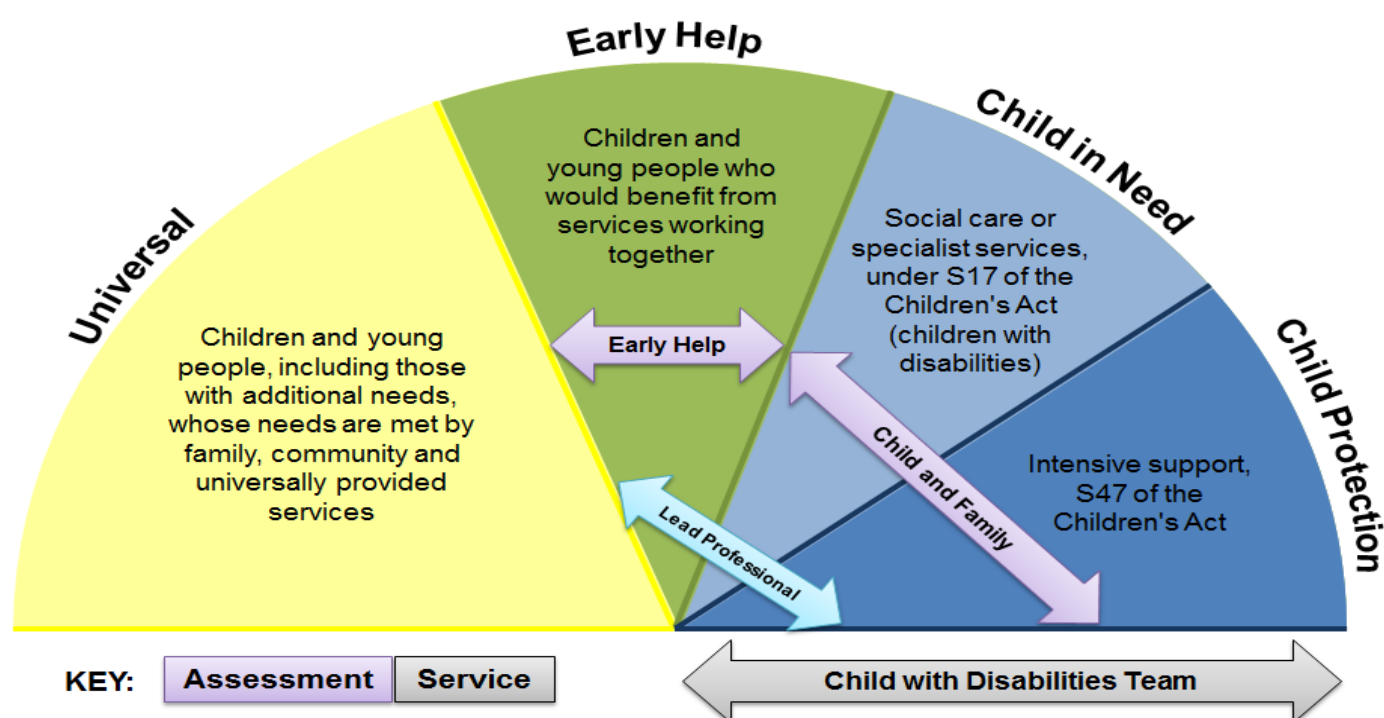 Early Help
Child in Need
Universal
Child Protection
Children and
young people who
would benefit from
services working
together
Social care or
specialist services,
under S17 of the
Children's Act
(children with
disabilities)
Children and young
people, including those
with additional needs,
whose needs are met by
family, community and
universally provided
services
Early Help
Child and Family
Intensive support,
S47 of the
Children's Act
Lead Professional
KEY:
Assessment
Service
Child with Disabilities Team